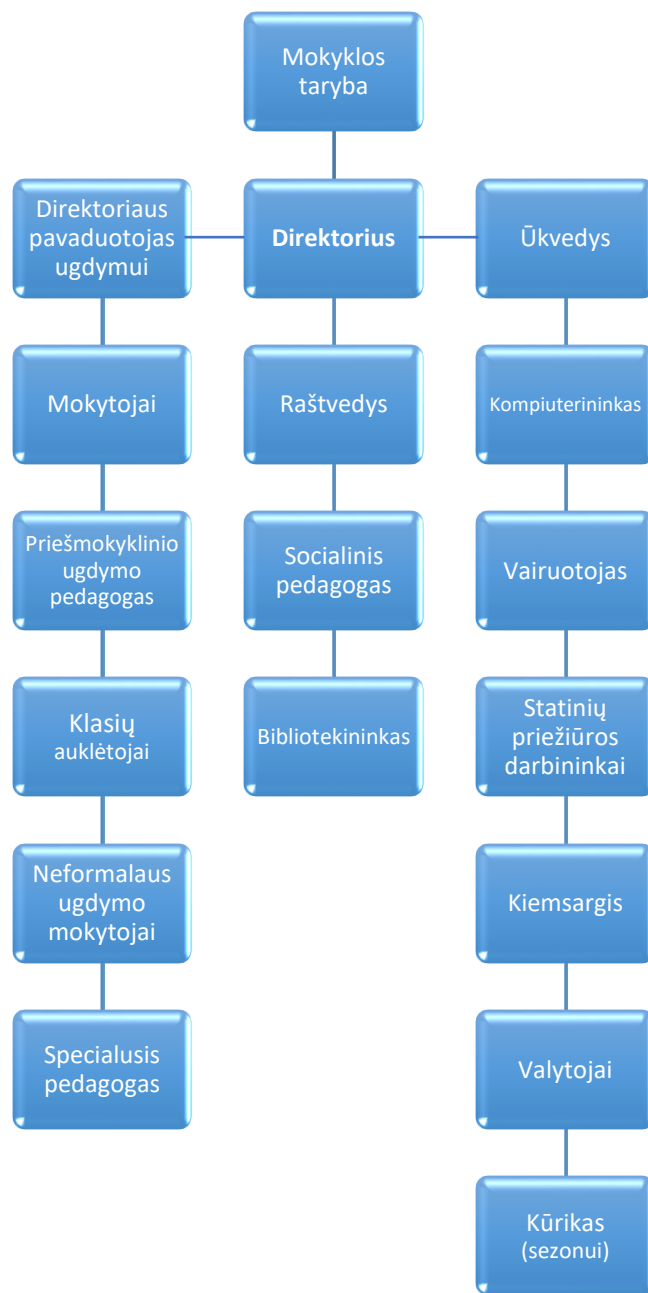 Mokyklos
taryba
Direktoriaus
pavaduotojas
ugdymui
Direktorius
Ūkvedys
Mokytojai
Raštvedys
Kompiuterininkas
Priešmokyklinio
ugdymo
pedagogas
Socialinis
pedagogas
Vairuotojas
Klasių
auklėtojai
Bibliotekininkas
Statinių
priežiūros
darbininkai
Neformalaus
ugdymo
mokytojai
Kiemsargis
Specialusis
pedagogas
Valytojai
Kūrikas
(sezonui)